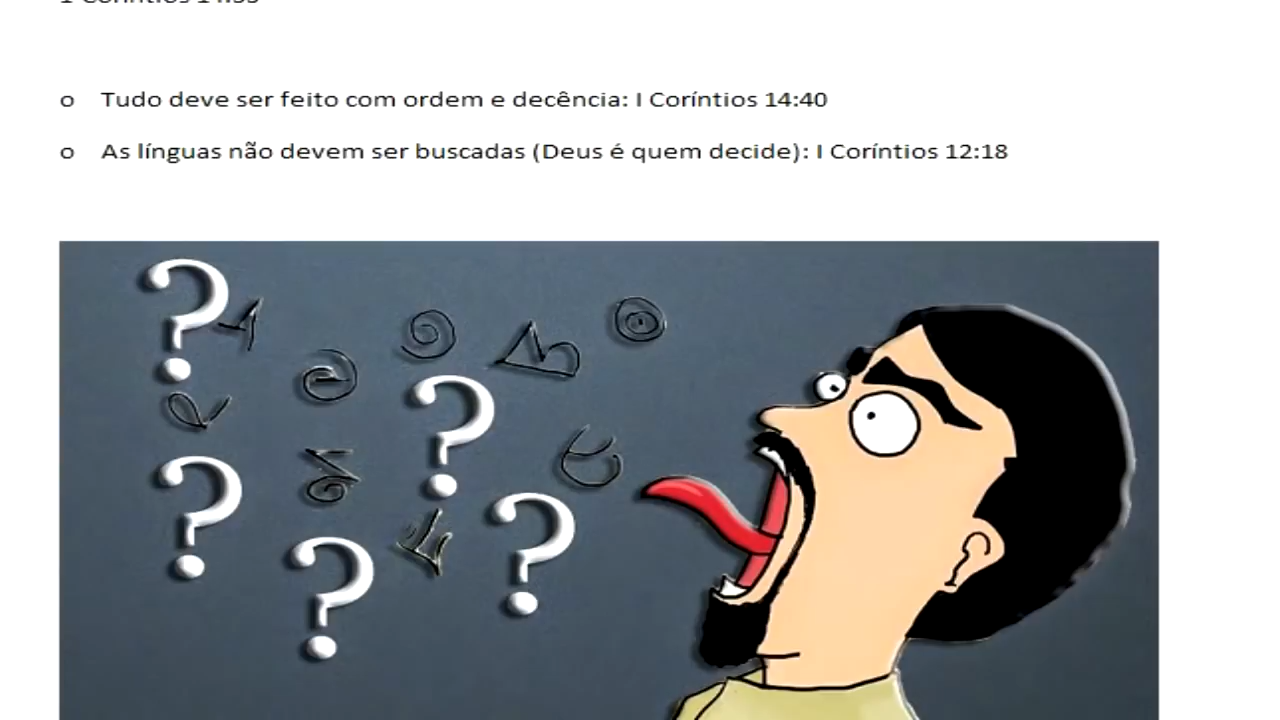 1 Coríntios 14:33
o Tudo deve ser feito com ordem e decência: I Coríntios 14:40
o As línguas não devem ser buscadas (Deus é quem decide): I Coríntios 12:18
? ? ? ? ?